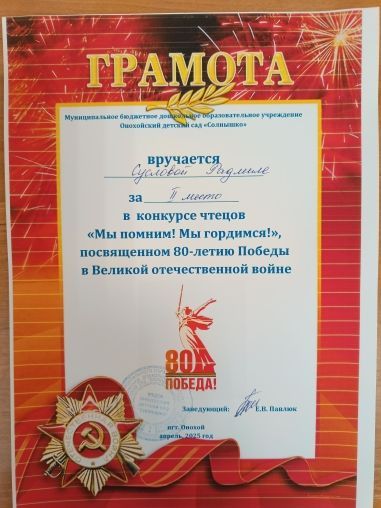 ГРАМОТА
Муниципальное бюджетное дошкольное образовательное учреждение
Онохойский детский сад «Солнышко»
вручается
Сусловой Радмиле
за II место
в конкурсе чтецов
«Мы помним! Мы гордимся!»,
посвященном 80-летию Победы
в Великой отечественной войне
80
ПОБЕДА!
Заведующий: Е.В. Павлюк
пгт.Онохой
апрель, 2025 год